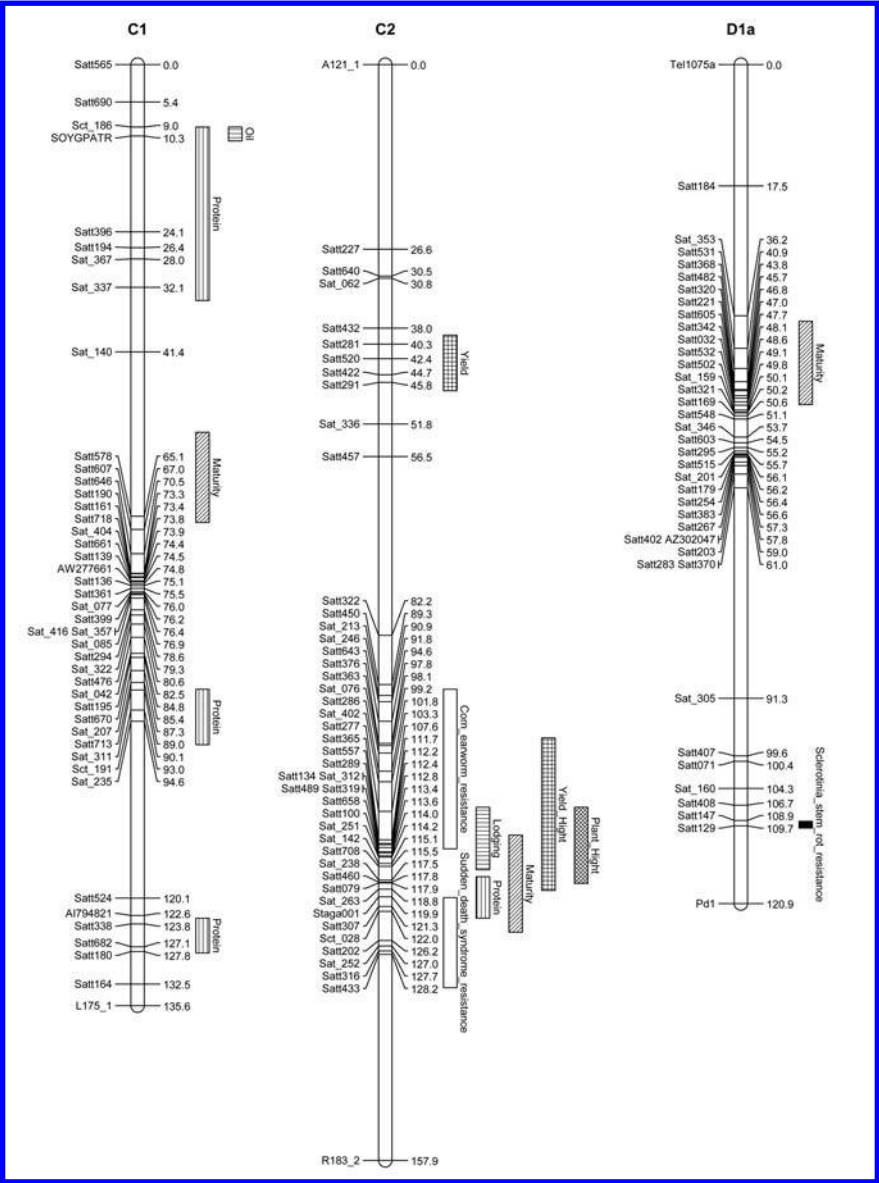 C1
Satt565 0.0
Satt690 5.4
Sct_186 9.0
SOYGPATR 10.3
Satt396 24.1
Satt194 26.4
Sat_367 28.0
Sat_337 32.1
Sat_140 41.4
Satt578 65.1
Satt607 67.0
Satt646 70.5
Satt190 73.3
Satt161 73.4
Satt718 73.8
Sat_404 73.9
Satt661 74.4
Satt139 74.5
AW277661 74.8
Satt136 75.1
Satt361 75.5
Sat_077 76.0
Satt399 76.2
Sat_416 Sat_357 76.4
Sat_085 76.9
Satt294 78.6
Sat_322 79.3
Satt476 80.6
Sat_042 82.5
Satt195 84.8
Satt670 85.4
Sat_207 87.3
Satt713 89.0
Sat_311 90.1
Sct_191 93.0
Sat_235 94.6
Satt524 120.1
AI794821 122.6
Satt338 123.8
Satt682 127.1
Satt180 127.8
Satt164 132.5
L175_1 135.6
Oil
Protein
Maturity
Protein
Protein
C2
A121_1 0.0
Satt227 26.6
Satt640 30.5
Sat_062 30.8
Satt432 38.0
Satt281 40.3
Satt520 42.4
Satt422 44.7
Satt291 45.8
Sat_336 51.8
Satt457 56.5
Satt322 82.2
Satt450 89.3
Sat_213 90.9
Sat_246 91.8
Satt643 94.6
Satt376 97.8
Satt363 98.1
Sat_076 99.2
Satt286 101.8
Sat_402 103.3
Satt277 107.6
Satt365 111.7
Satt557 112.2
Satt289 112.4
Satt134 Sat_312 112.8
Satt489 Satt319 113.4
Satt658 113.6
Satt100 114.0
Sat_251 114.2
Sat_142 115.1
Satt708 115.5
Sat_238 117.5
Satt460 117.8
Satt079 117.9
Sat_263 118.8
Staga001 119.9
Satt307 121.3
Sct_028 122.0
Satt202 126.2
Sat_252 127.0
Satt316 127.7
Satt433 128.2
R183_2 157.9
Yield
Corn_earworm_resistance
Sudden_death_syndrome_resistance
Lodging
Protein
Maturity
Yield_Hight
Plant_Hight
D1a
Tel1075a 0.0
Satt184 17.5
Sat_353 36.2
Satt531 40.9
Satt368 43.8
Satt482 45.7
Satt320 46.8
Satt221 47.0
Satt605 47.7
Satt342 48.1
Satt032 48.6
Satt532 49.1
Satt502 49.8
Sat_159 50.1
Satt321 50.2
Satt169 50.6
Satt548 51.1
Sat_346 53.7
Satt603 54.5
Satt295 55.2
Satt515 55.7
Sat_201 56.1
Satt179 56.2
Satt254 56.4
Satt383 56.6
Satt267 57.3
Satt402 AZ302047 57.8
Satt203 59.0
Satt283 Satt370 61.0
Sat_305 91.3
Satt407 99.6
Satt071 100.4
Sat_160 104.3
Satt408 106.7
Satt147 108.9
Satt129 109.7
Pd1 120.9
Maturity
Sclerotinia_stem_rot_resistance